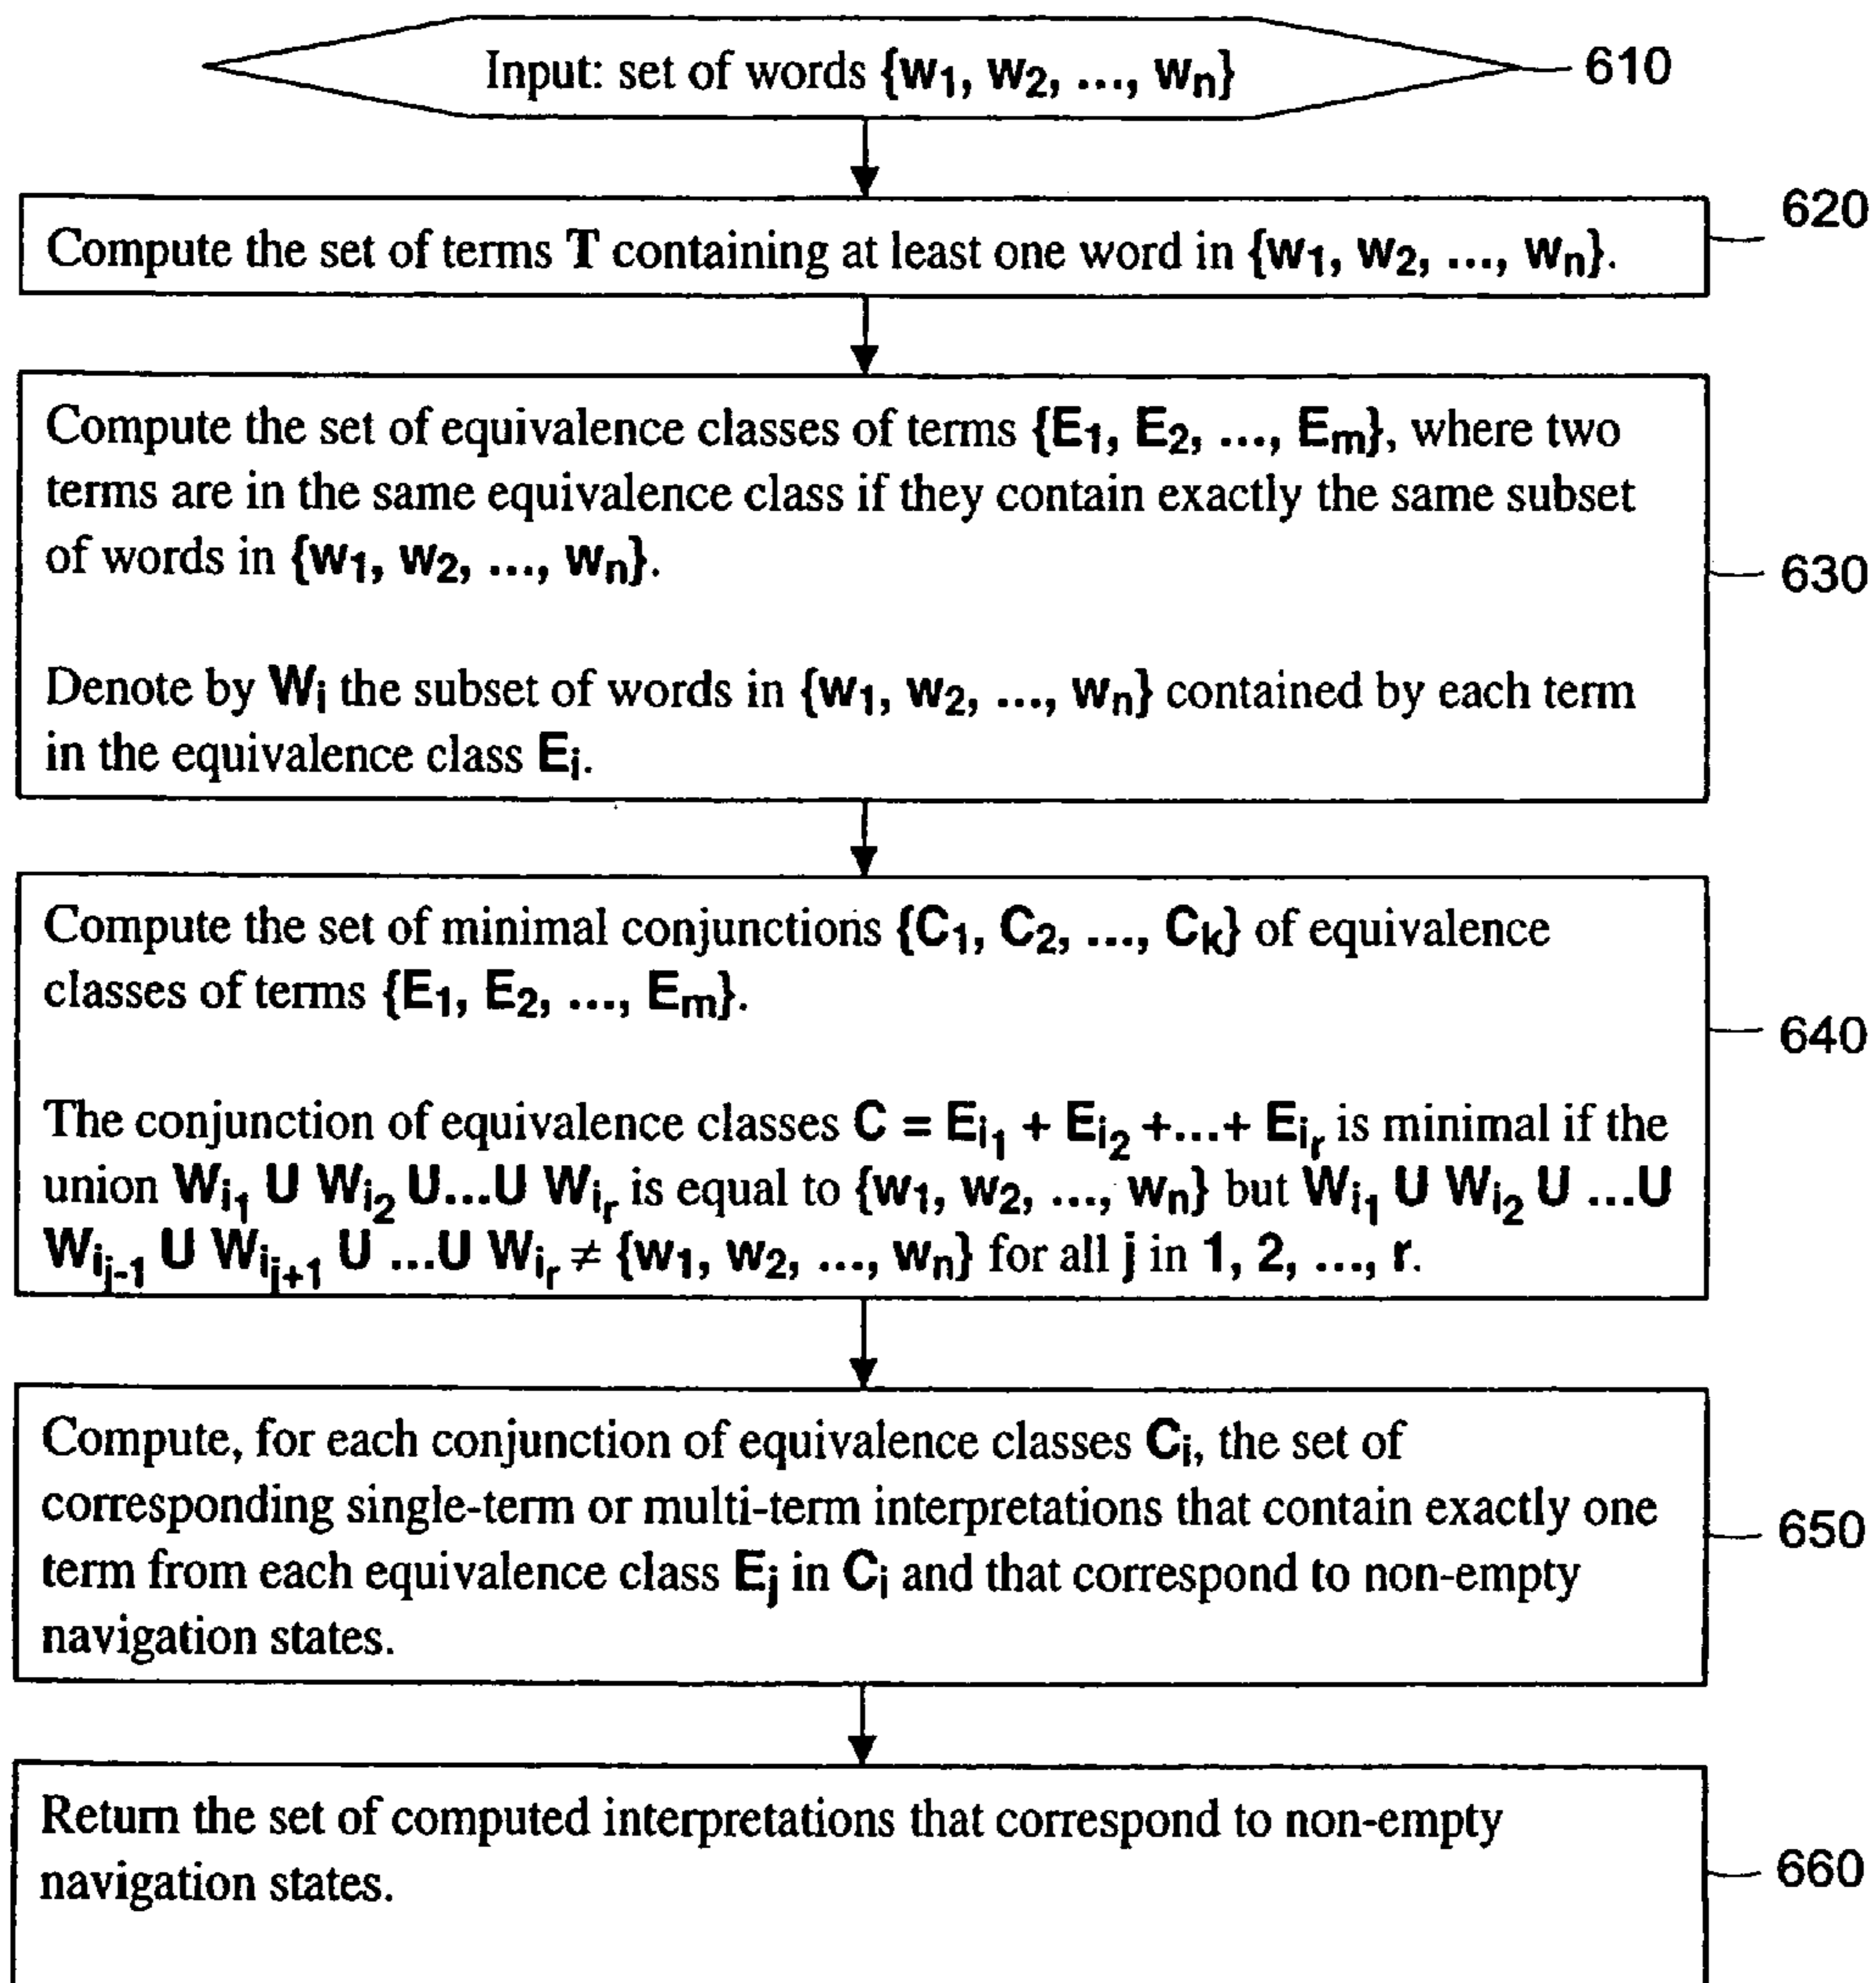 Input: set of words {w1, w2, ..., wn}
610
620
Compute the set of terms T containing at least one word in {w1, w2, ..., wn}.
Compute the set of equivalence classes of terms {E1, E2, ..., Em}, where two
terms are in the same equivalence class if they contain exactly the same subset
of words in {w1, w2, ..., wn}.
630
Denote by Wi the subset of words in {w1, w2, ..., wn} contained by each term
in the equivalence class Ei.
Compute the set of minimal conjunctions {C1, C2, ..., Ck} of equivalence
classes of terms {E1, E2, ..., Em}.
640
The conjunction of equivalence classes C = Ei1 + Ei2 +...+ Eir is minimal if the
union Wi1 U Wi2 U...U Wir is equal to {w1, w2, ..., wn} but Wi1 U Wi2 U ...U
Wij-1 U Wij+1 U ...U Wir ≠ {w1, w2, ..., wn} for all j in 1, 2, ..., r.
Compute, for each conjunction of equivalence classes Ci, the set of
corresponding single-term or multi-term interpretations that contain exactly one
650
term from each equivalence class Ej in Ci and that correspond to non-empty
navigation states.
Return the set of computed interpretations that correspond to non-empty
navigation states.
660